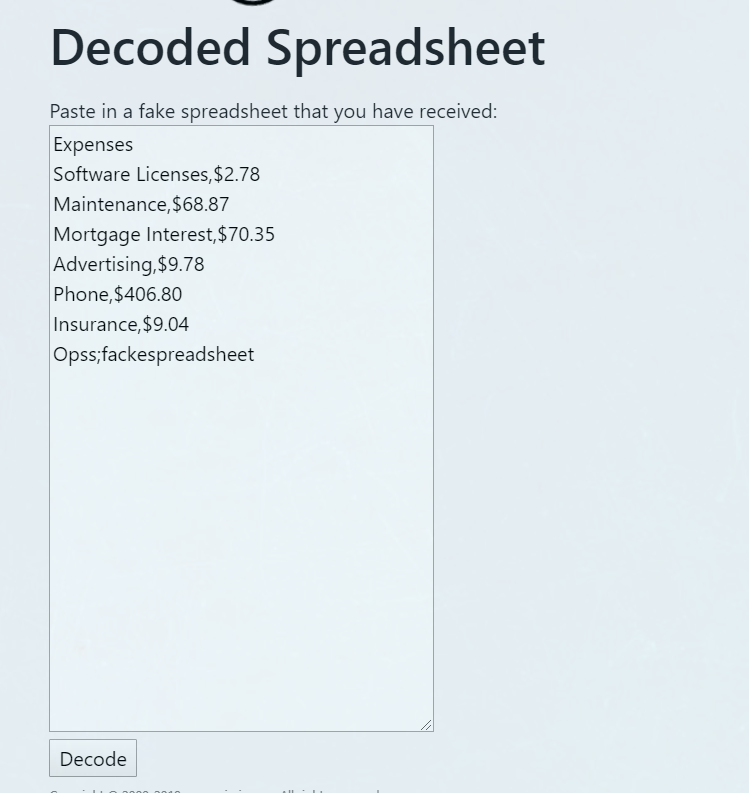 Decoded Spreadsheet
Paste in a fake spreadsheet that you have received:
Expenses
Software Licenses,$2.78
Maintenance,$68.87
Mortgage Interest,$70.35
Advertising,$9.78
Phone,$406.80
Insurance,$9.04
Opss;fackespreadsheet
Decode